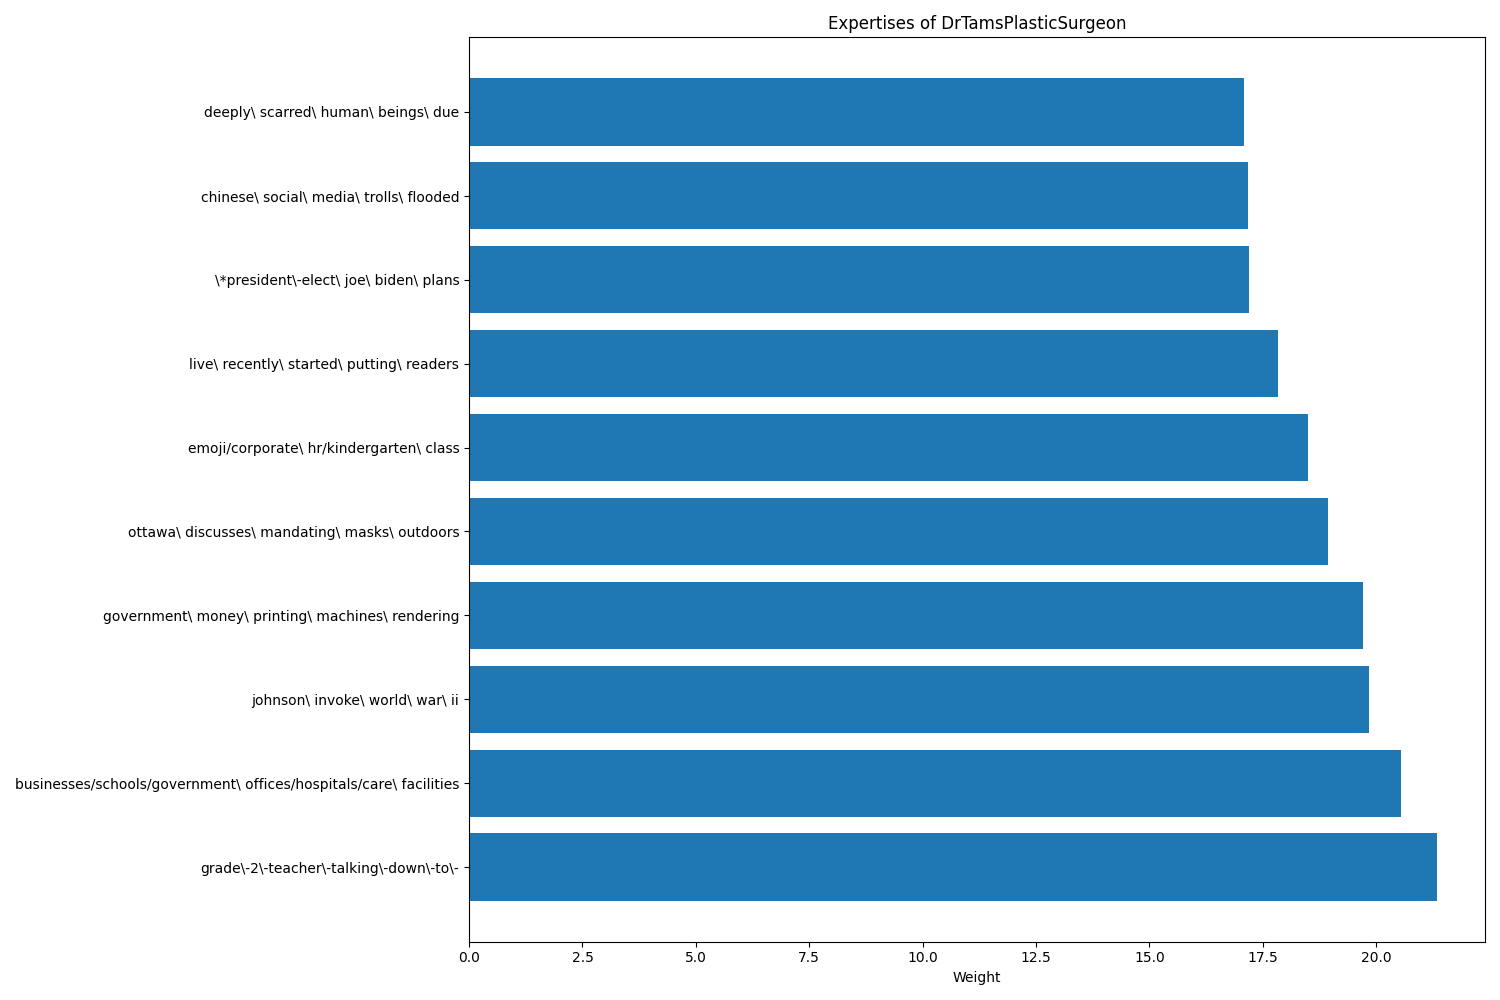 Expertises of DrTamsPlasticSurgeon
deeply\ scarred\ human\ beings\ due
chinese\ social\ media\ trolls\ flooded
\*president\-elect\ joe\ biden\ plans
live\ recently\ started\ putting\ readers
emoji/corporate\ hr/kindergarten\ class
ottawa\ discusses\ mandating\ masks\ outdoors
government\ money\ printing\ machines\ rendering
johnson\ invoke\ world\ war\ ii
businesses/schools/government\ offices/hospitals/care\ facilities
grade\-2\-teacher\-talking\-down\-to\-
0.0 2.5 5.0 7.5 10.0 12.5 15.0 17.5 20.0
Weight